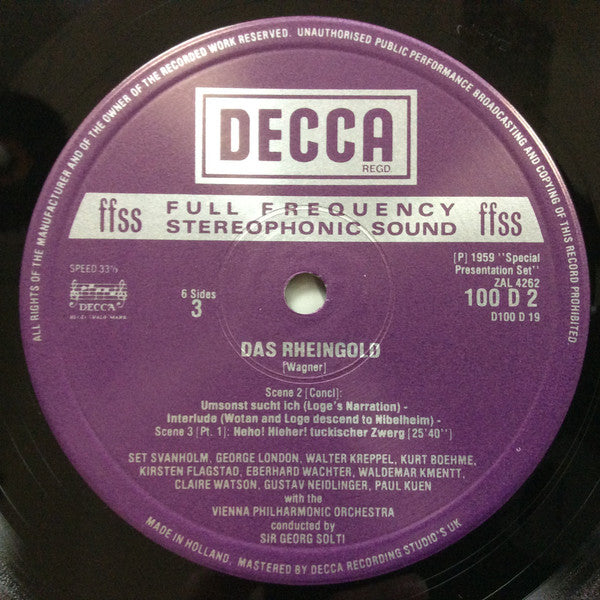 ALL RIGHTS OF THE MANUFACTURER AND OF THE OWNER OF THE RECORDED WORK RESERVED. UNAUTHORISED PUBLIC PERFORMANCE BROADCASTING AND COPYING OF THIS RECORD PROHIBITED.
DECCA
REGD
ffss FULL FREQUENCY STEREOPHONIC SOUND ffss
SPEED 33⅓
DECCA
6 Sides
3
[P] 1959 "Special
Presentation Set"
ZAL 4262
100 D 2
D100 D 19
DAS RHEINGOLD
[Wagner]
Scene 2 [Concl]:
Umsonst sucht ich (Loge's Narration) -
Interlude (Wotan and Loge descend to Nibelheim) -
Scene 3 [Pt. 1]: Heho! Hieher! tuckischer Zwerg [25'40"]
SET SVANHOLM, GEORGE LONDON, WALTER KREPPEL, KURT BOEHME,
KIRSTEN FLAGSTAD, EBERHARD WACHTER, WALDEMAR KMENTT,
CLAIRE WATSON, GUSTAV NEIDLINGER, PAUL KUEN
with the
VIENNA PHILHARMONIC ORCHESTRA
conducted by
SIR GEORG SOLTI
MADE IN HOLLAND, MASTERED BY DECCA RECORDING STUDIO'S UK